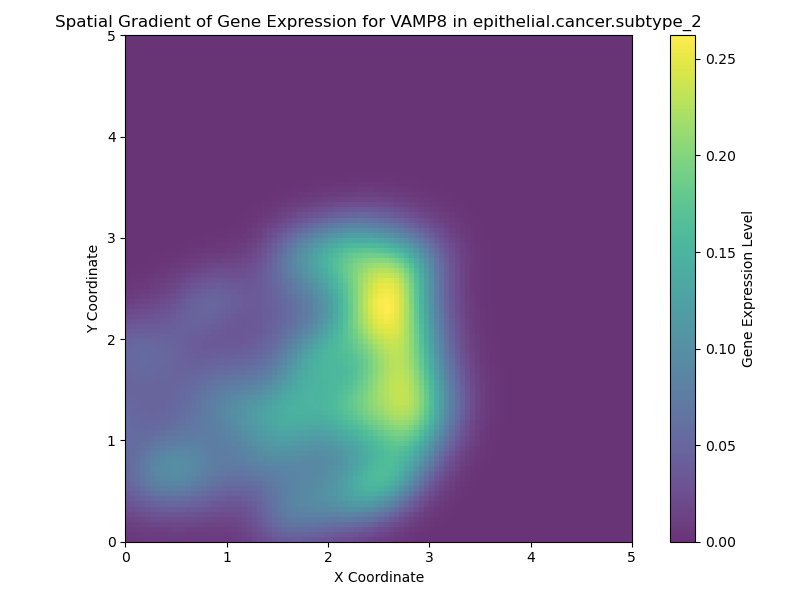 Spatial Gradient of Gene Expression for VAMP8 in epithelial.cancer.subtype_2
5
4
3
2
1
0
0 1 2 3 4 5
Y Coordinate
X Coordinate
0.25
0.20
0.15
0.10
0.05
0.00
Gene Expression Level